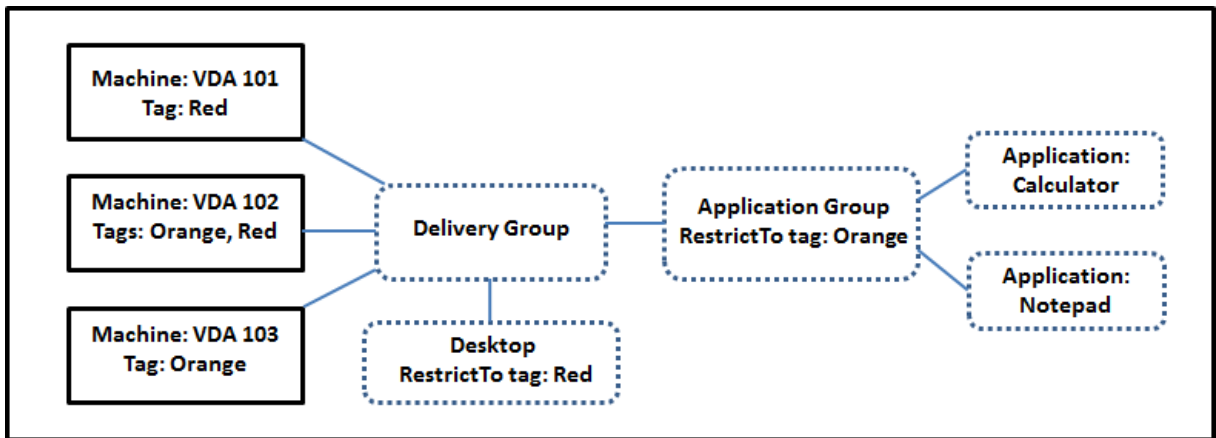 Machine: VDA 101
Tag: Red
Machine: VDA 102
Tags: Orange, Red
Machine: VDA 103
Tag: Orange
Delivery Group
Desktop
RestrictTo tag: Red
Application Group
RestrictTo tag: Orange
Application:
Calculator
Application:
Notepad